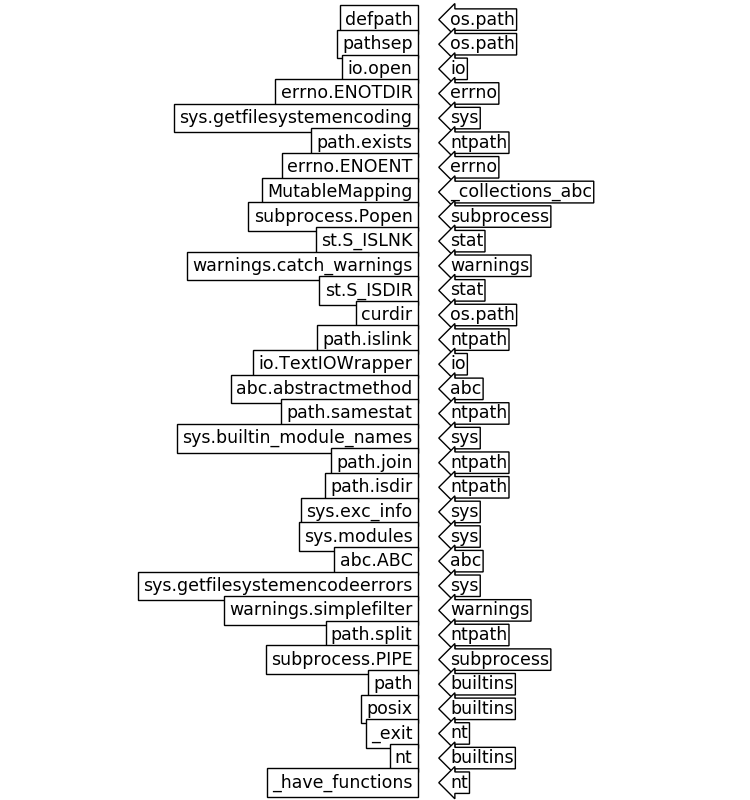 defpath os.path
pathsep os.path
io.open io
errno.ENOTDIR errno
sys.getfilesystemencoding sys
path.exists ntpath
errno.ENOENT errno
MutableMapping _collections_abc
subprocess.Popen subprocess
st.S_ISLNK stat
warnings.catch_warnings warnings
st.S_ISDIR stat
curdir os.path
path.islink ntpath
io.TextIOWrapper io
abc.abstractmethod abc
path.samestat ntpath
sys.builtin_module_names sys
path.join ntpath
path.isdir ntpath
sys.exc_info sys
sys.modules sys
abc.ABC abc
sys.getfilesystemencodeerrors sys
warnings.simplefilter warnings
path.split ntpath
subprocess.PIPE subprocess
path builtins
posix builtins
_exit nt
nt builtins
_have_functions nt